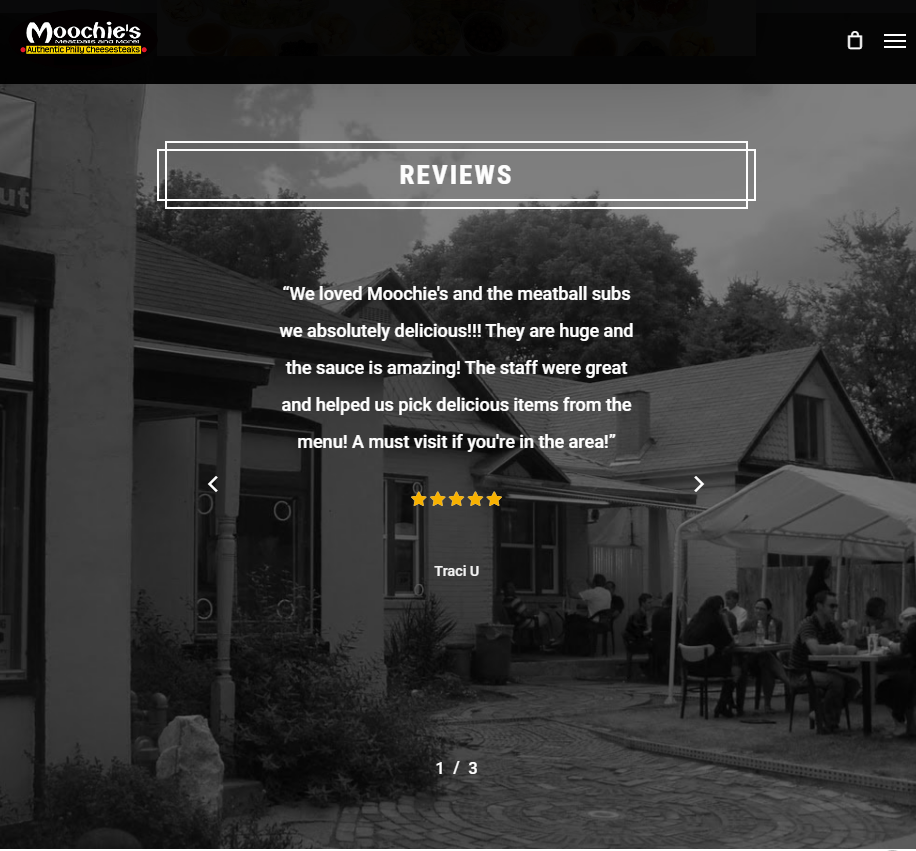 Moochie's
Meatballs and More!
Authentic Philly Cheesesteaks
ut
REVIEWS
“We loved Moochie's and the meatball subs
we absolutely delicious!!! They are huge and
the sauce is amazing! The staff were great
and helped us pick delicious items from the
menu! A must visit if you're in the area!”
Traci U
1 / 3